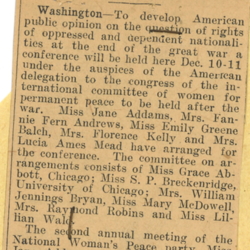 Washington—To develop American
public opinion on the question of rights
of oppressed and dependent nationali-
ties at the end of the great war a
conference will be held here Dec. 10-11
under the auspices of the American
delegation to the congress of the in-
ternational committee of women for
permanent peace to be held after the
war. Miss Jane Addams, Mrs. Fan-
nie Fern Andrews, Miss Emily Greene
Balch, Mrs. Florence Kelly and Mrs.
Lucia Ames Mead have arranged for
the conference. The committee on ar-
rangements consists of Miss Grace Ab-
bott, Chicago; Miss S. P. Breckenridge,
University of Chicago; Mrs. William
Jennings Bryan, Miss Mary McDowell,
Mrs. Raymond Robins and Miss Lil-
lian Wald.
The second annual meeting of the
National Woman's Peace party